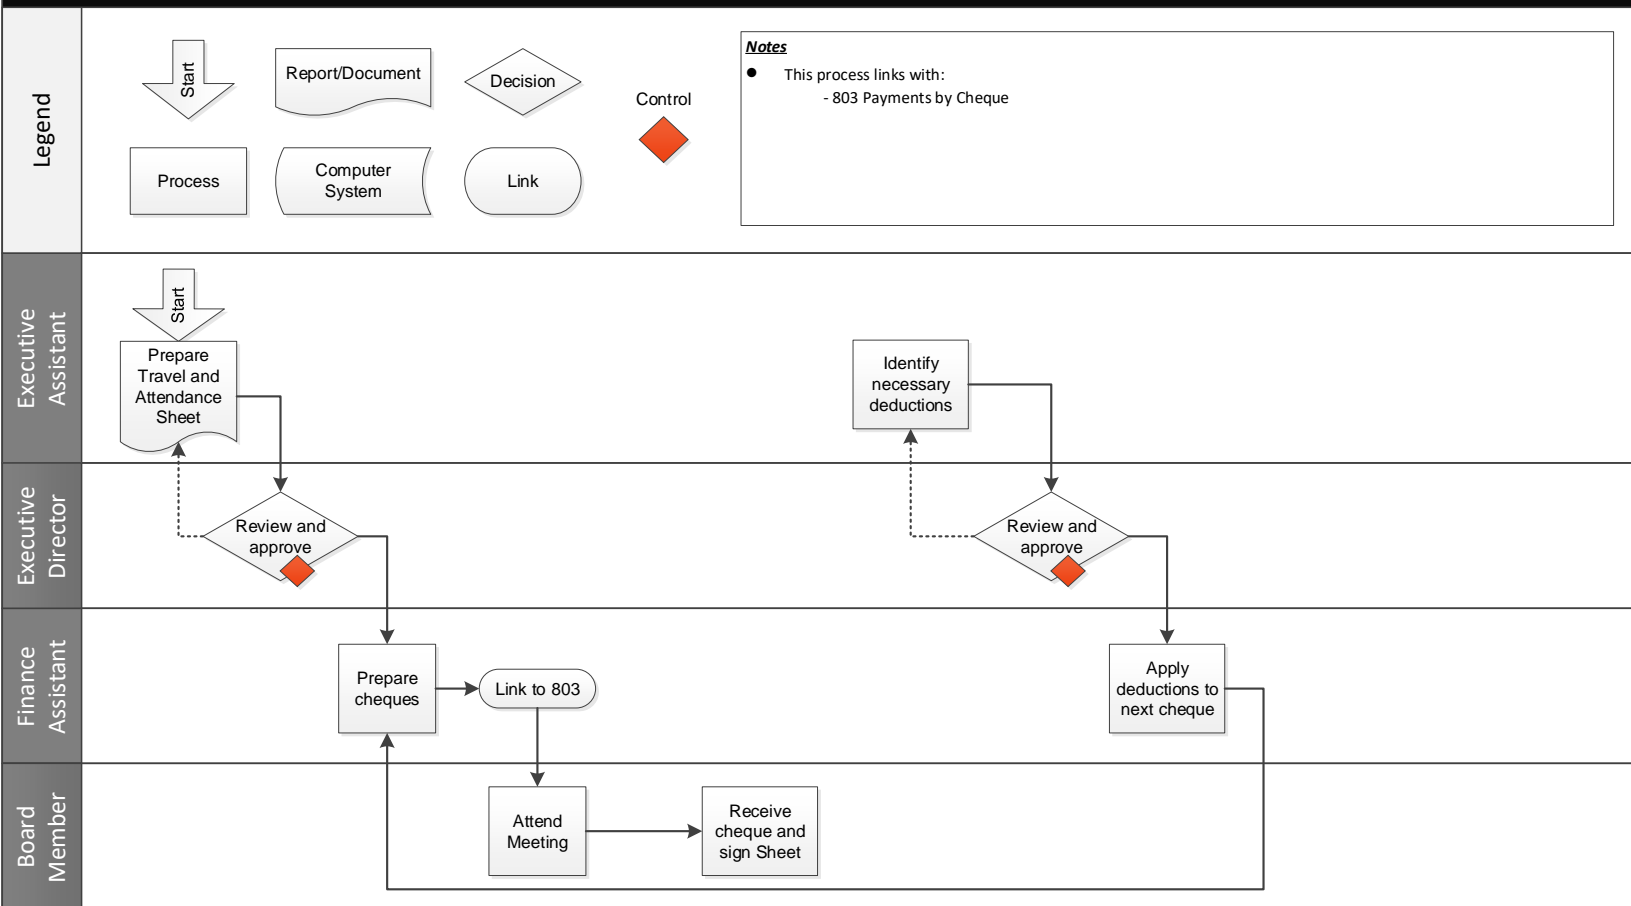 Legend
Start
Report/Document
Decision
Control
Process
Computer
System
Link
Notes
● This process links with:
- 803 Payments by Cheque
Executive
Assistant
Start
Prepare
Travel and
Attendance
Sheet
Identify
necessary
deductions
Executive
Director
Review and
approve
Review and
approve
Finance
Assistant
Prepare
cheques
Link to 803
Apply
deductions to
next cheque
Board
Member
Attend
Meeting
Receive
cheque and
sign Sheet